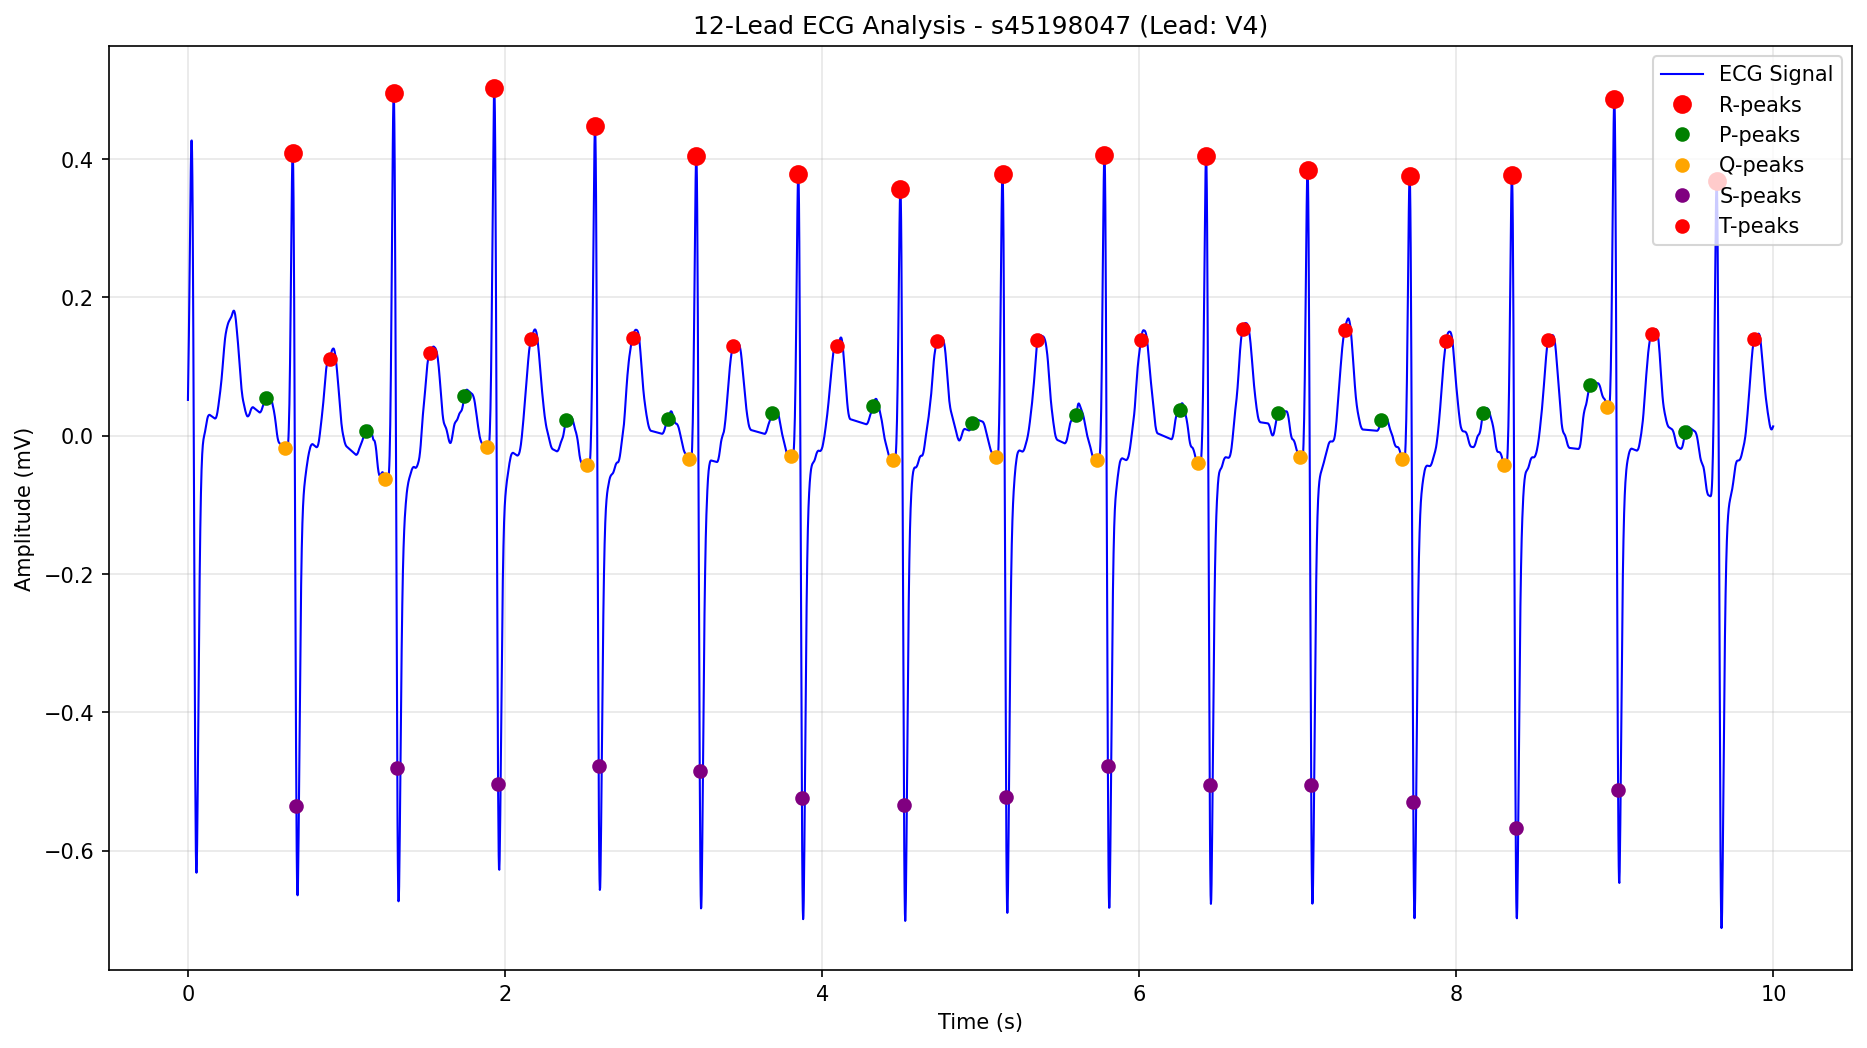 12-Lead ECG Analysis - s45198047 (Lead: V4)
ECG Signal
R-peaks
P-peaks
Q-peaks
S-peaks
T-peaks
Amplitude (mV)
0.4
0.2
0.0
−0.2
−0.4
−0.6
0 2 4 6 8 10
Time (s)